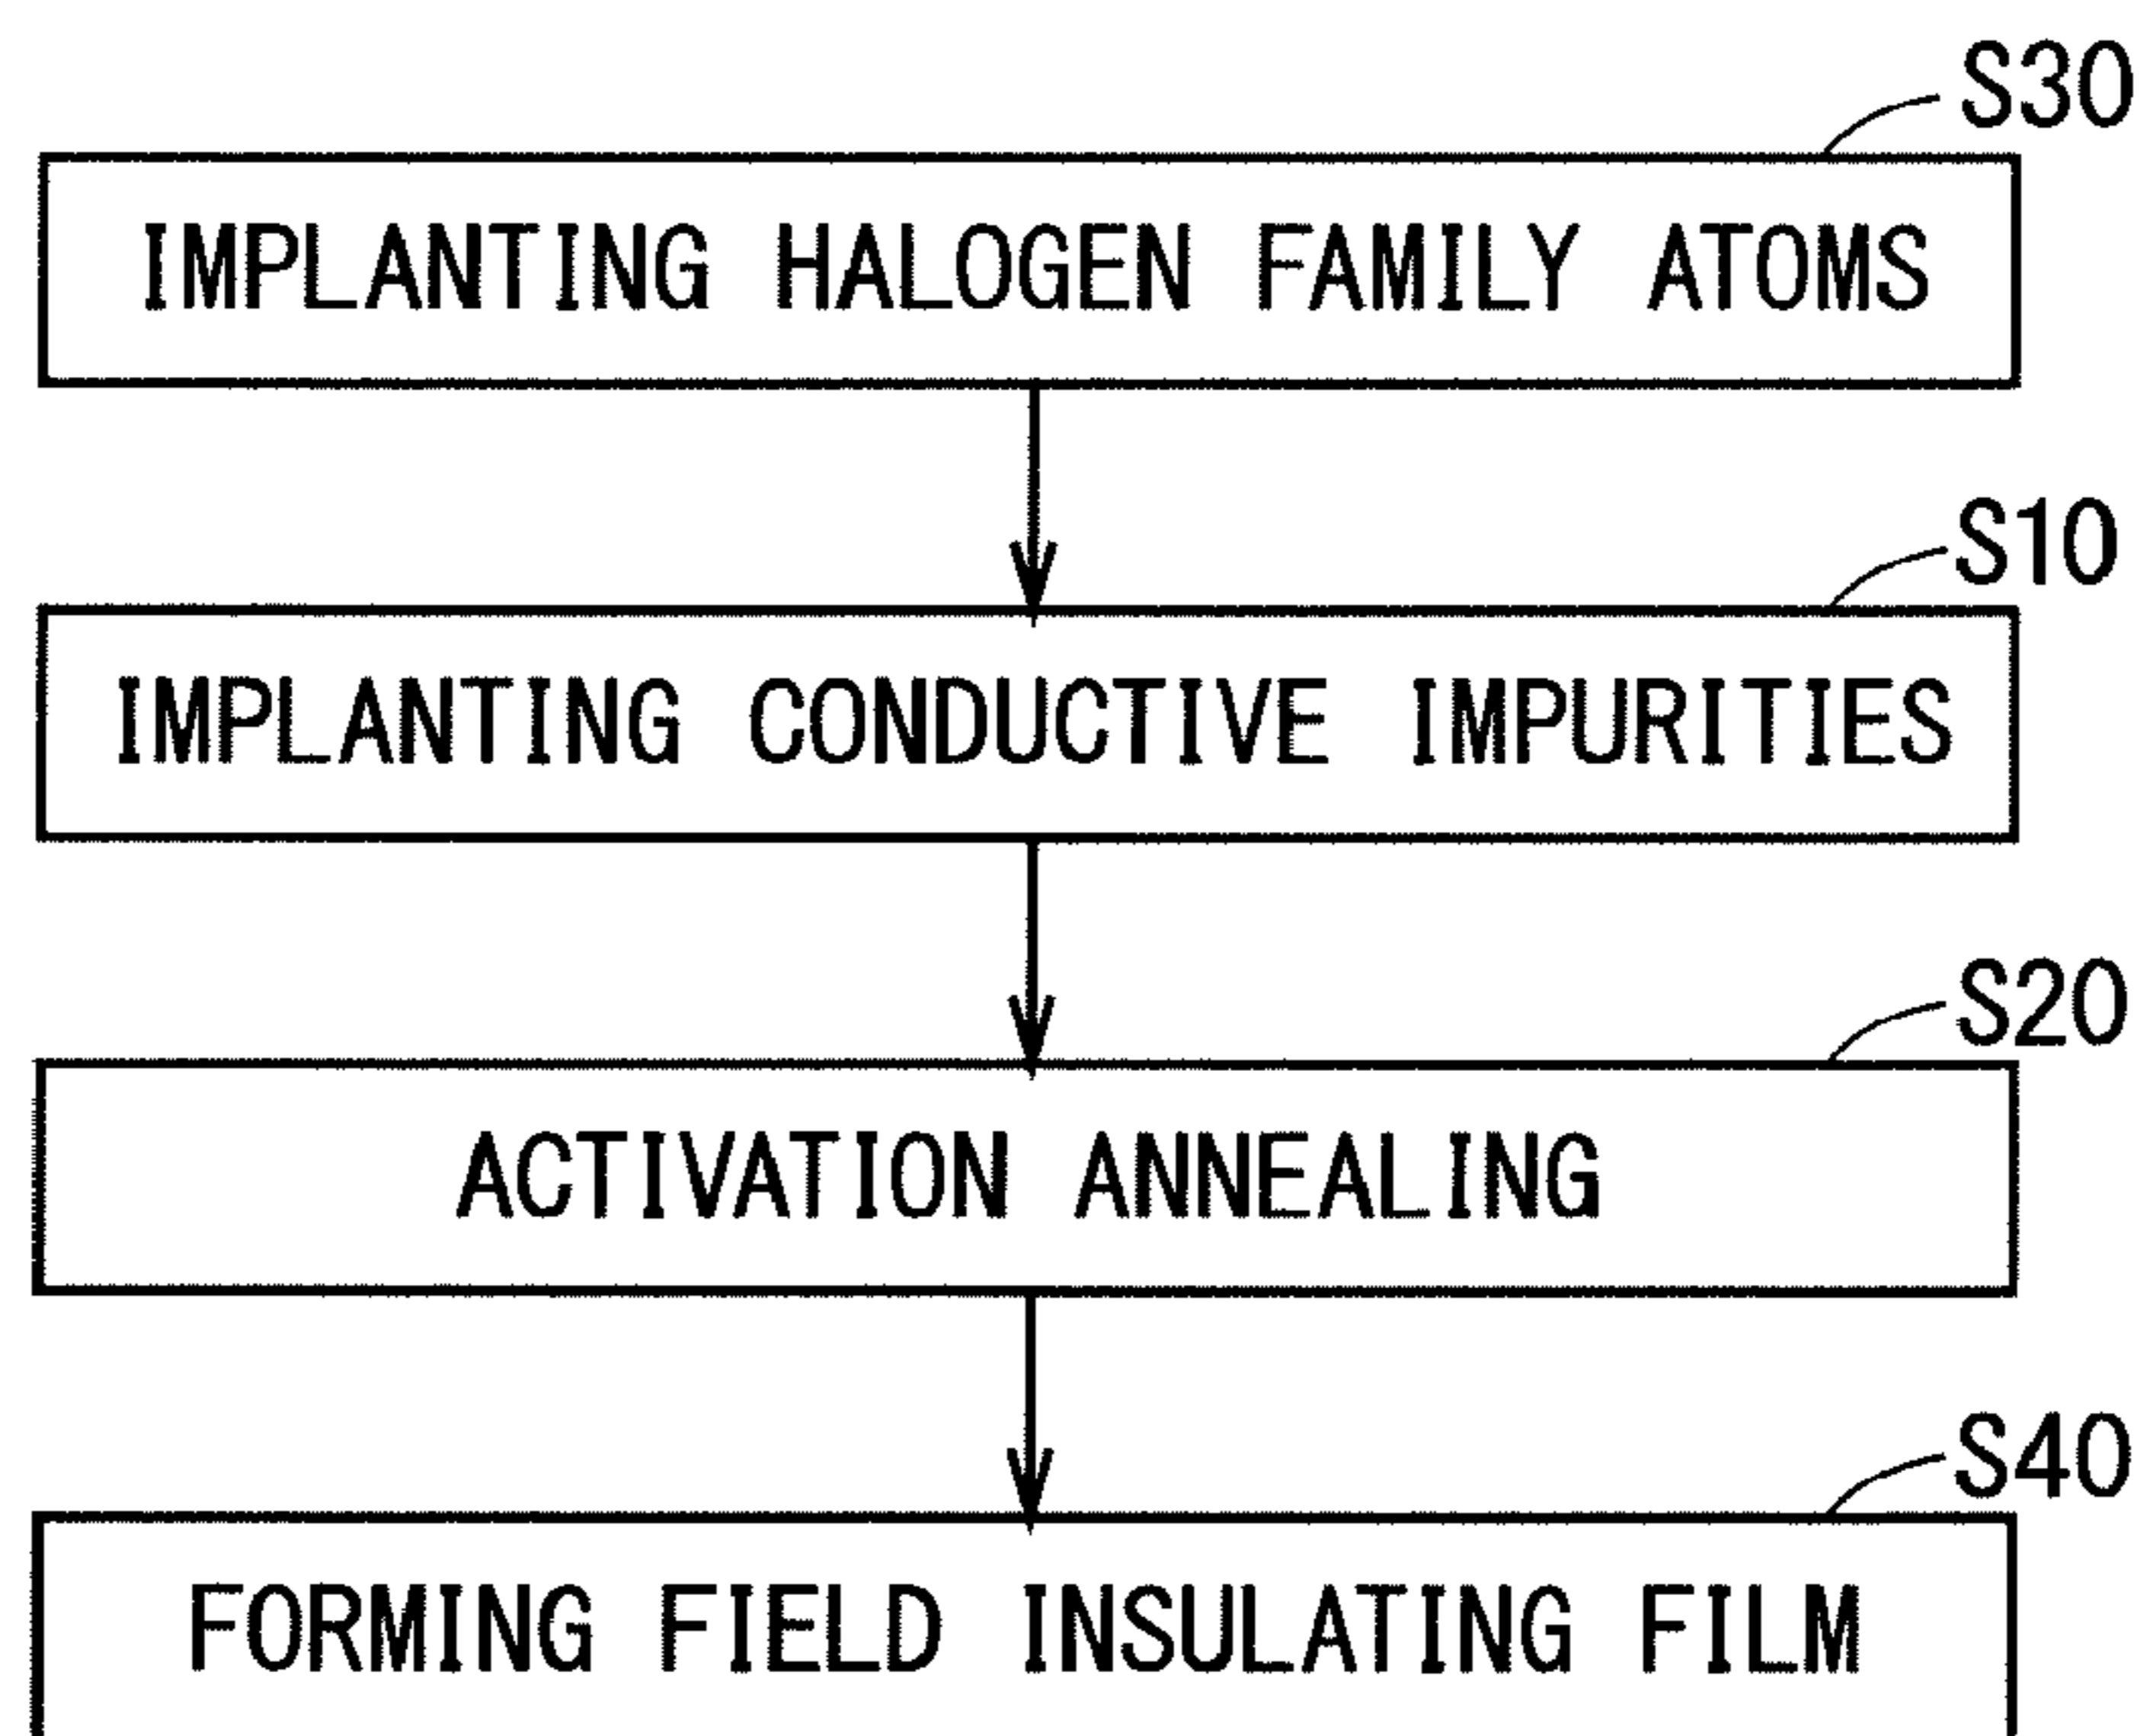 S30
IMPLANTING HALOGEN FAMILY ATOMS
S10
IMPLANTING CONDUCTIVE IMPURITIES
S20
ACTIVATION ANNEALING
S40
FORMING FIELD INSULATING FILM